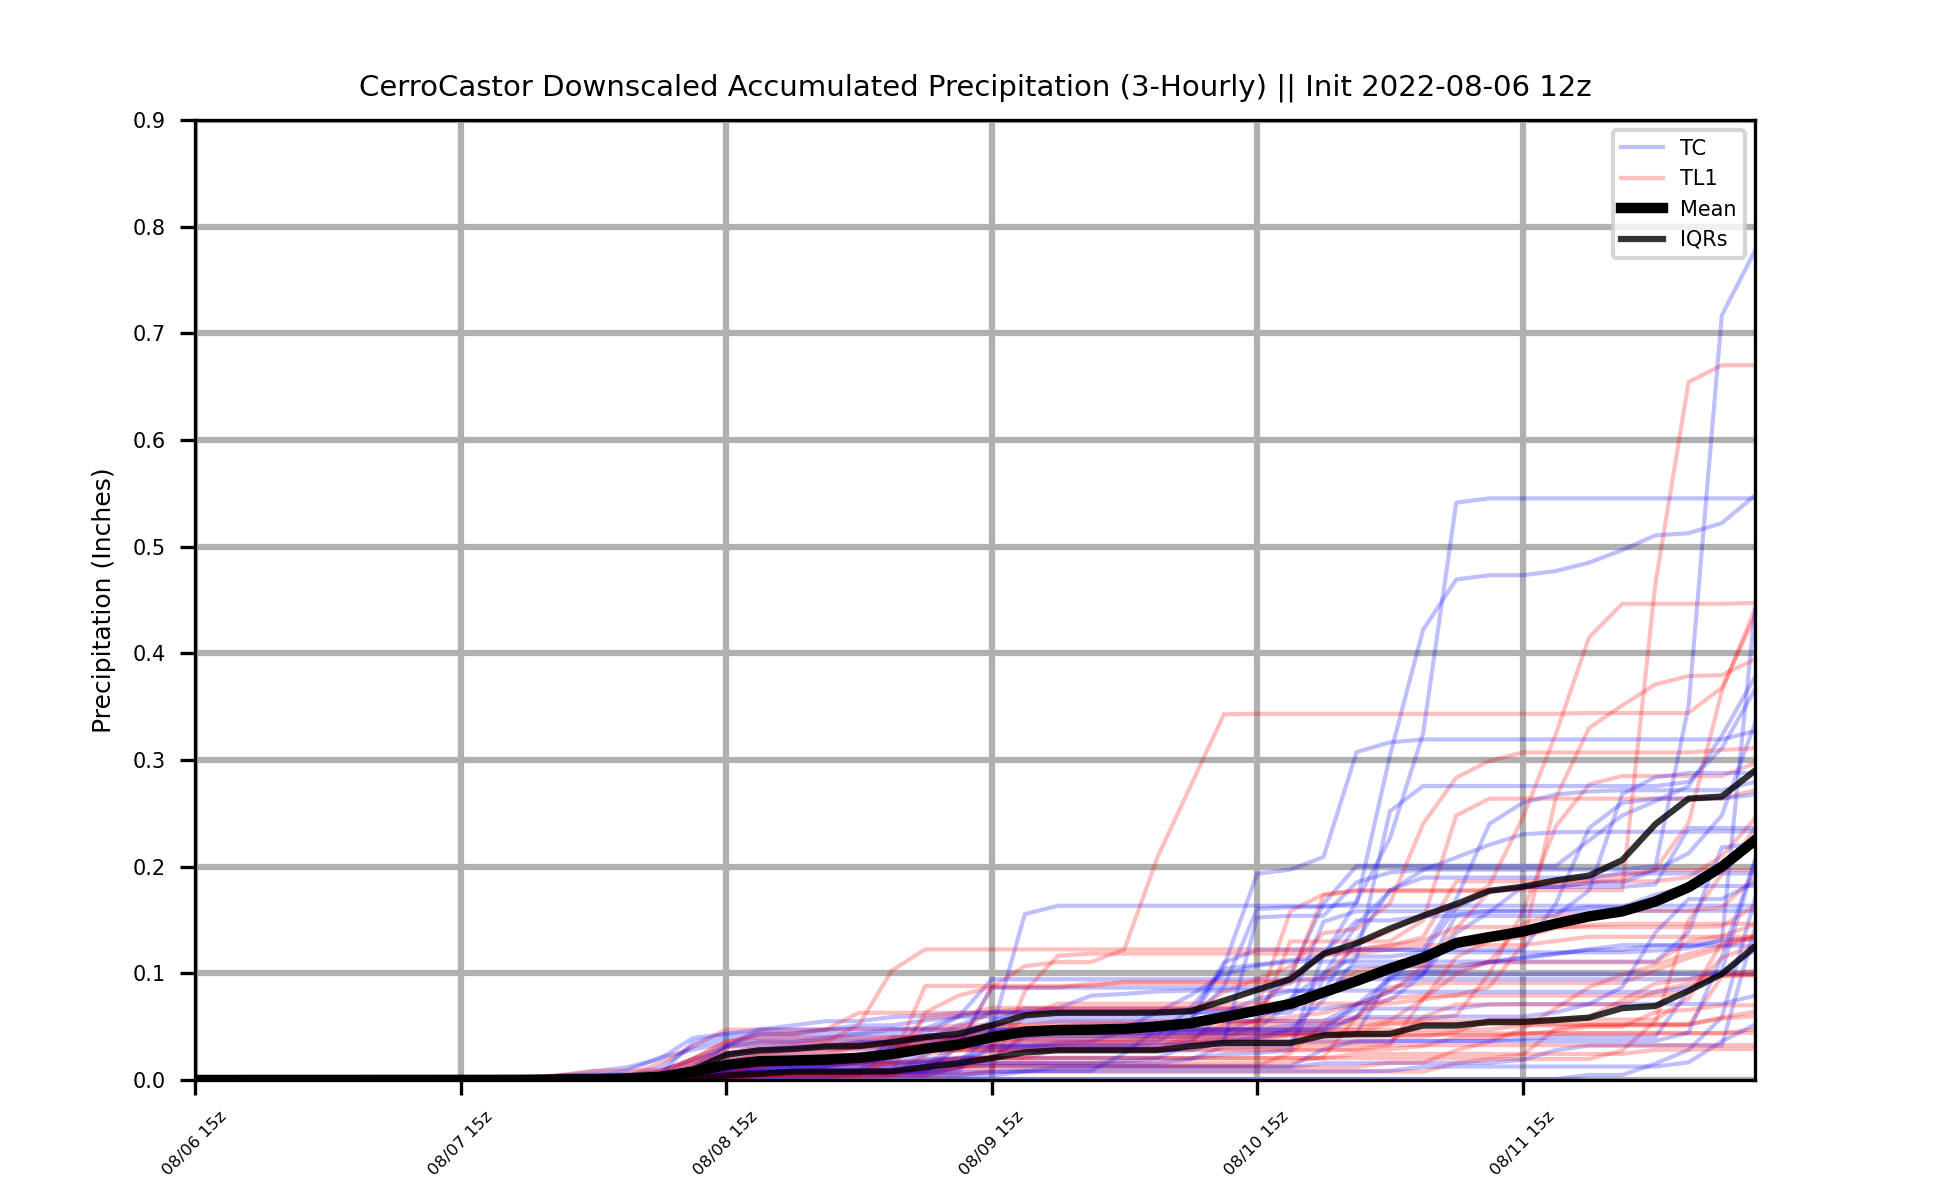 CerroCastor Downscaled Accumulated Precipitation (3-Hourly) || Init 2022-08-06 12z
TC
TL1
Mean
IQRs
Precipitation (Inches)
0.9
0.8
0.7
0.6
0.5
0.4
0.3
0.2
0.1
0.0
08/06 15z
08/07 15z
08/08 15z
08/09 15z
08/10 15z
08/11 15z